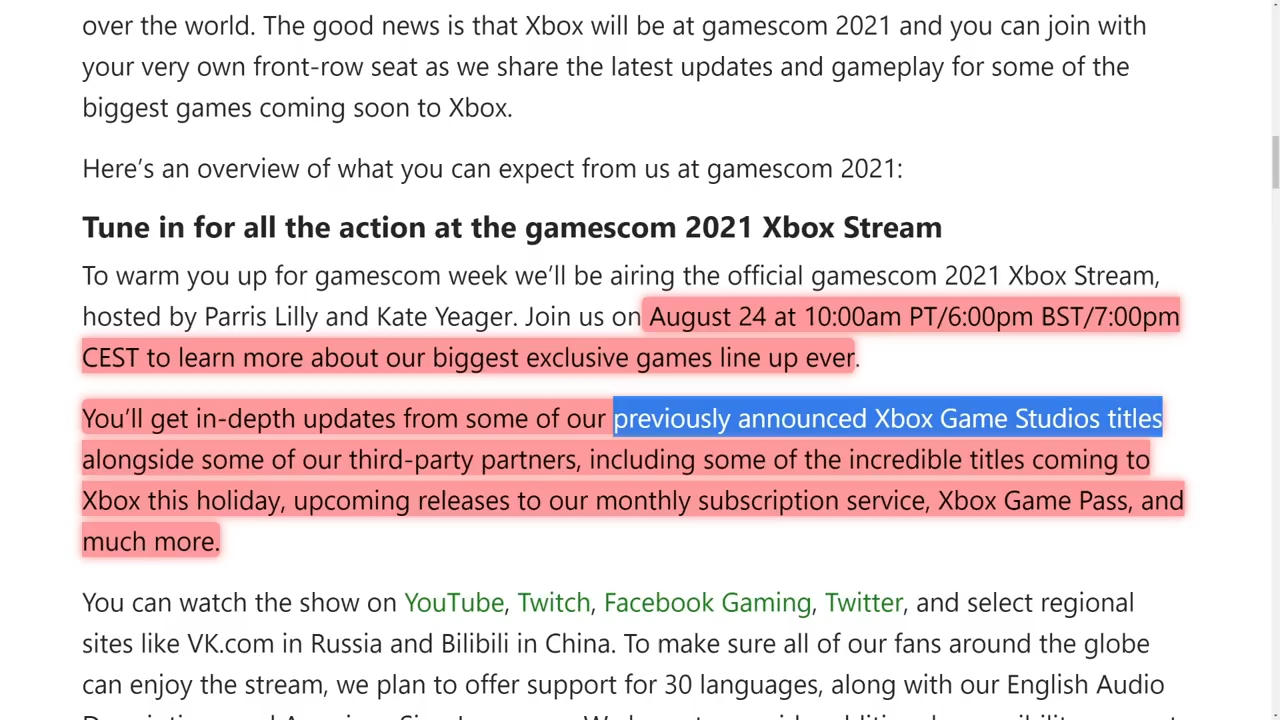 over the world. The good news is that Xbox will be at gamescom 2021 and you can join with
your very own front-row seat as we share the latest updates and gameplay for some of the
biggest games coming soon to Xbox.
Here’s an overview of what you can expect from us at gamescom 2021:
Tune in for all the action at the gamescom 2021 Xbox Stream
To warm you up for gamescom week we’ll be airing the official gamescom 2021 Xbox Stream,
hosted by Parris Lilly and Kate Yeager. Join us on August 24 at 10:00am PT/6:00pm BST/7:00pm
CEST to learn more about our biggest exclusive games line up ever.
You’ll get in-depth updates from some of our previously announced Xbox Game Studios titles
alongside some of our third-party partners, including some of the incredible titles coming to
Xbox this holiday, upcoming releases to our monthly subscription service, Xbox Game Pass, and
much more.
You can watch the show on YouTube, Twitch, Facebook Gaming, Twitter, and select regional
sites like VK.com in Russia and Bilibili in China. To make sure all of our fans around the globe
can enjoy the stream, we plan to offer support for 30 languages, along with our English Audio